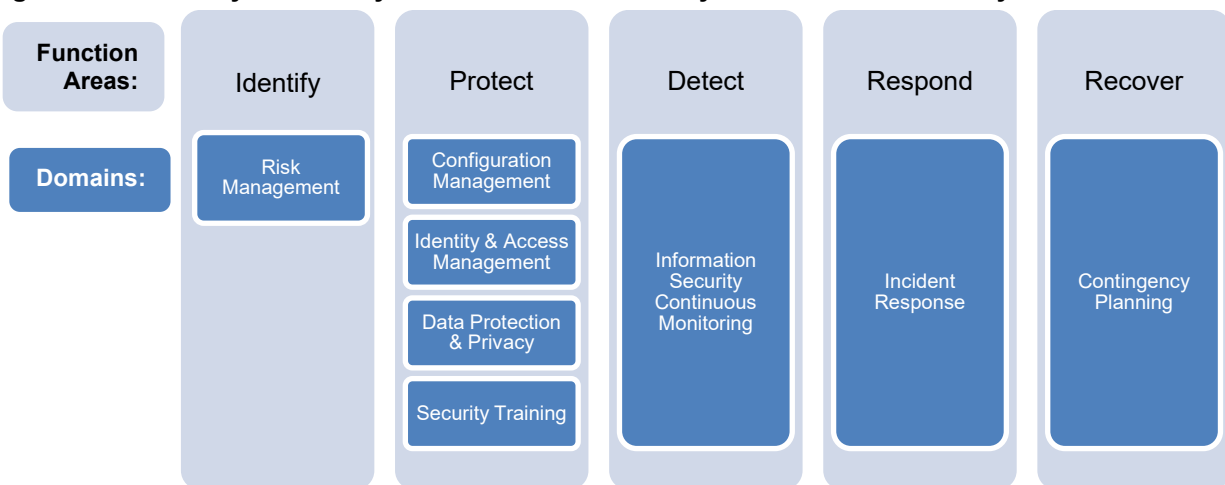 Function
Areas:
Identify
Protect
Detect
Respond
Recover
Domains:
Risk
Management
Configuration
Management
Identity & Access
Management
Data Protection
& Privacy
Security Training
Information
Security
Continuous
Monitoring
Incident
Response
Contingency
Planning